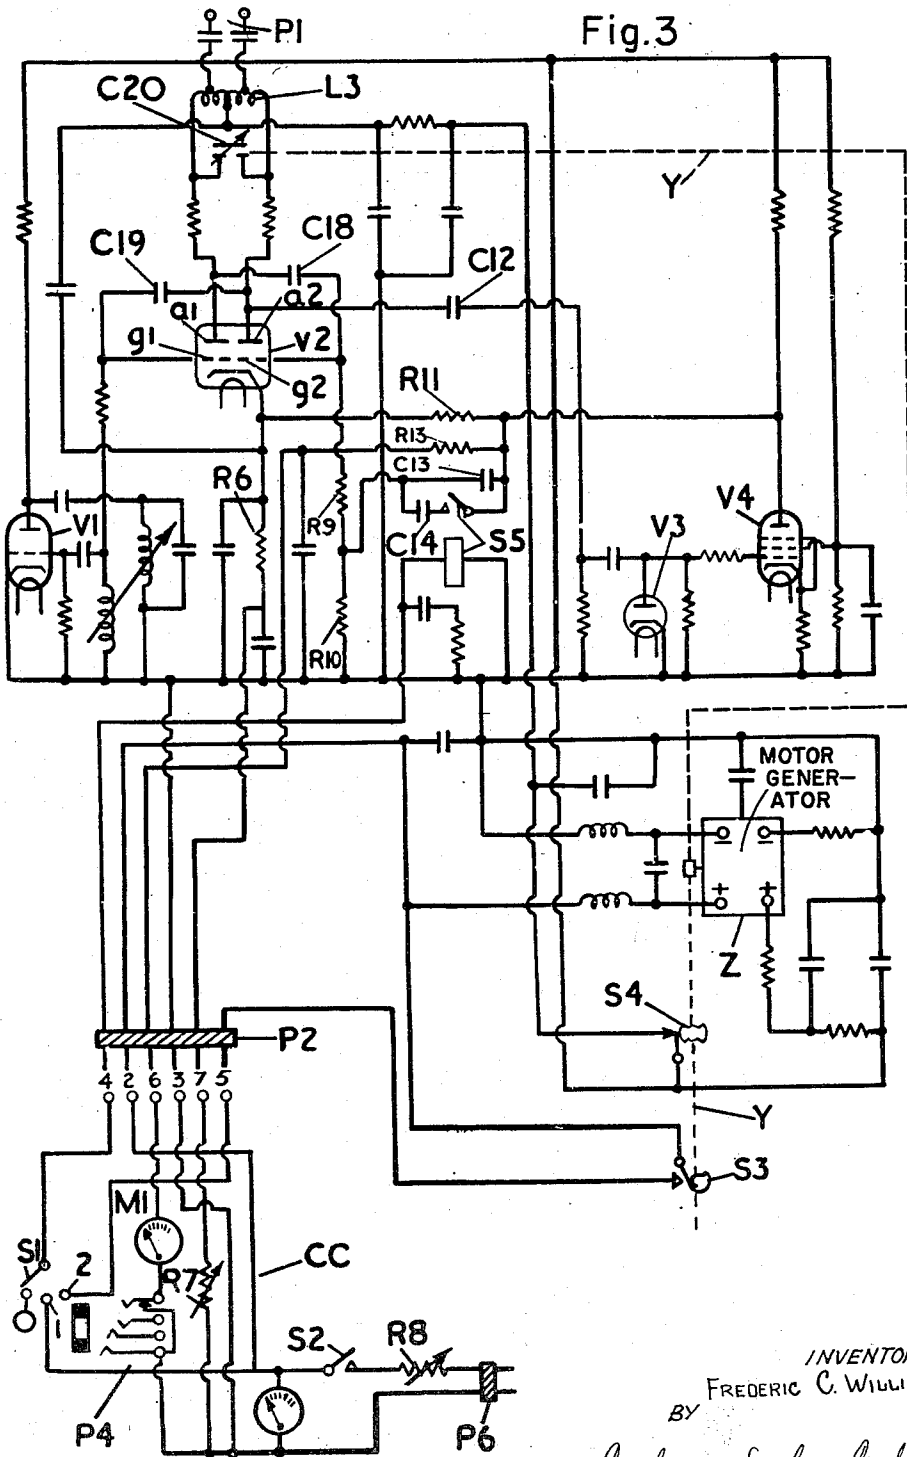 Fig.3
P1
C20
L3
Y
C19
C18
C12
a1
a2
g1
V2
g2
R11
R13
C13
R6
V1
R9
C14
S5
V3
V4
R10
MOTOR
GENER-
ATOR
− −
+ +
Z
S4
P2
4 2 6 3 7 5
Y
S3
M1
S1
2
R7
CC
1
S2
R8
P4
P6
INVENTO
FREDERIC C. WILLI
BY